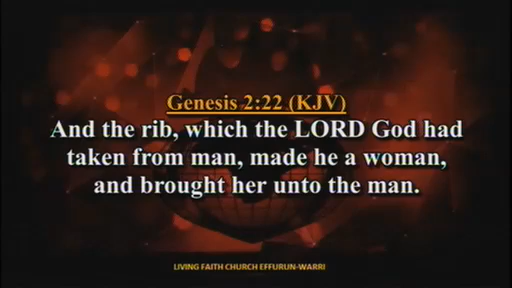 Genesis 2:22 (KJV)
And the rib, which the LORD God had
taken from man, made he a woman,
and brought her unto the man.
LIVING FAITH CHURCH EFFURUN-WARRI